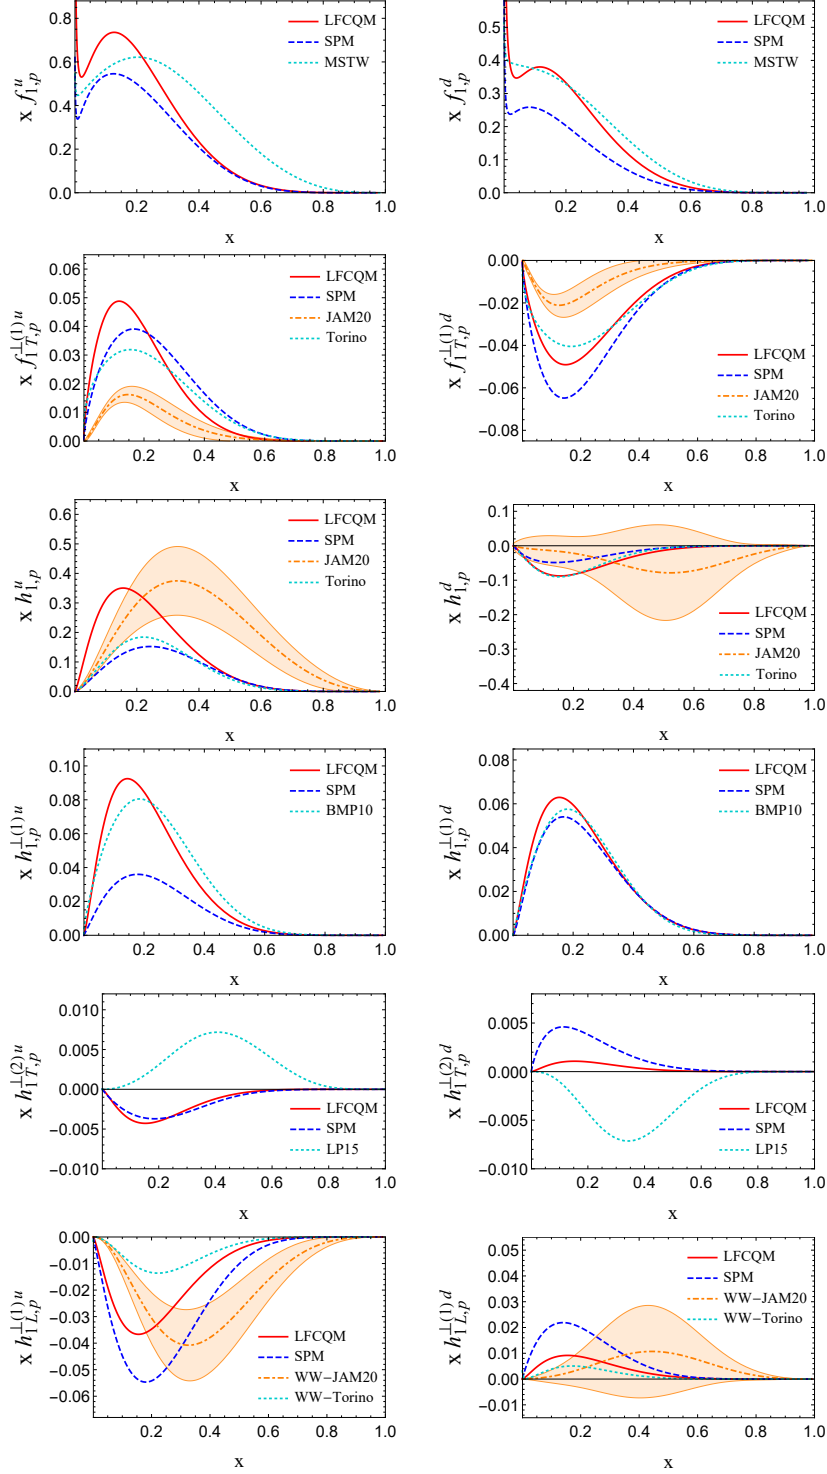 x f_{1,p}^{u}
0.8
0.6
0.4
0.2
0.0
LFCQM
SPM
MSTW
0.2 0.4 0.6 0.8 1.0
x
x f_{1,p}^{d}
0.5
0.4
0.3
0.2
0.1
0.0
LFCQM
SPM
MSTW
0.2 0.4 0.6 0.8 1.0
x
x f_{1T,p}^{⊥(1)u}
0.06
0.05
0.04
0.03
0.02
0.01
0.00
LFCQM
SPM
JAM20
Torino
0.2 0.4 0.6 0.8 1.0
x
x f_{1T,p}^{⊥(1)d}
0.00
−0.02
−0.04
−0.06
−0.08
LFCQM
SPM
JAM20
Torino
0.2 0.4 0.6 0.8 1.0
x
x h_{1,p}^{u}
0.6
0.5
0.4
0.3
0.2
0.1
0.0
LFCQM
SPM
JAM20
Torino
0.2 0.4 0.6 0.8 1.0
x
x h_{1,p}^{d}
0.1
0.0
−0.1
−0.2
−0.3
−0.4
LFCQM
SPM
JAM20
Torino
0.2 0.4 0.6 0.8 1.0
x
x h_{1,p}^{⊥(1)u}
0.10
0.08
0.06
0.04
0.02
0.00
LFCQM
SPM
BMP10
0.2 0.4 0.6 0.8 1.0
x
x h_{1,p}^{⊥(1)d}
0.08
0.06
0.04
0.02
0.00
LFCQM
SPM
BMP10
0.2 0.4 0.6 0.8 1.0
x
x h_{1T,p}^{⊥(2)u}
0.010
0.005
0.000
−0.005
−0.010
LFCQM
SPM
LP15
0.2 0.4 0.6 0.8 1.0
x
x h_{1T,p}^{⊥(2)d}
0.005
0.000
−0.005
−0.010
LFCQM
SPM
LP15
0.2 0.4 0.6 0.8 1.0
x
x h_{1L,p}^{⊥(1)u}
0.00
−0.01
−0.02
−0.03
−0.04
−0.05
−0.06
LFCQM
SPM
WW−JAM20
WW−Torino
0.2 0.4 0.6 0.8 1.0
x
x h_{1L,p}^{⊥(1)d}
0.05
0.04
0.03
0.02
0.01
0.00
−0.01
LFCQM
SPM
WW−JAM20
WW−Torino
0.2 0.4 0.6 0.8 1.0
x